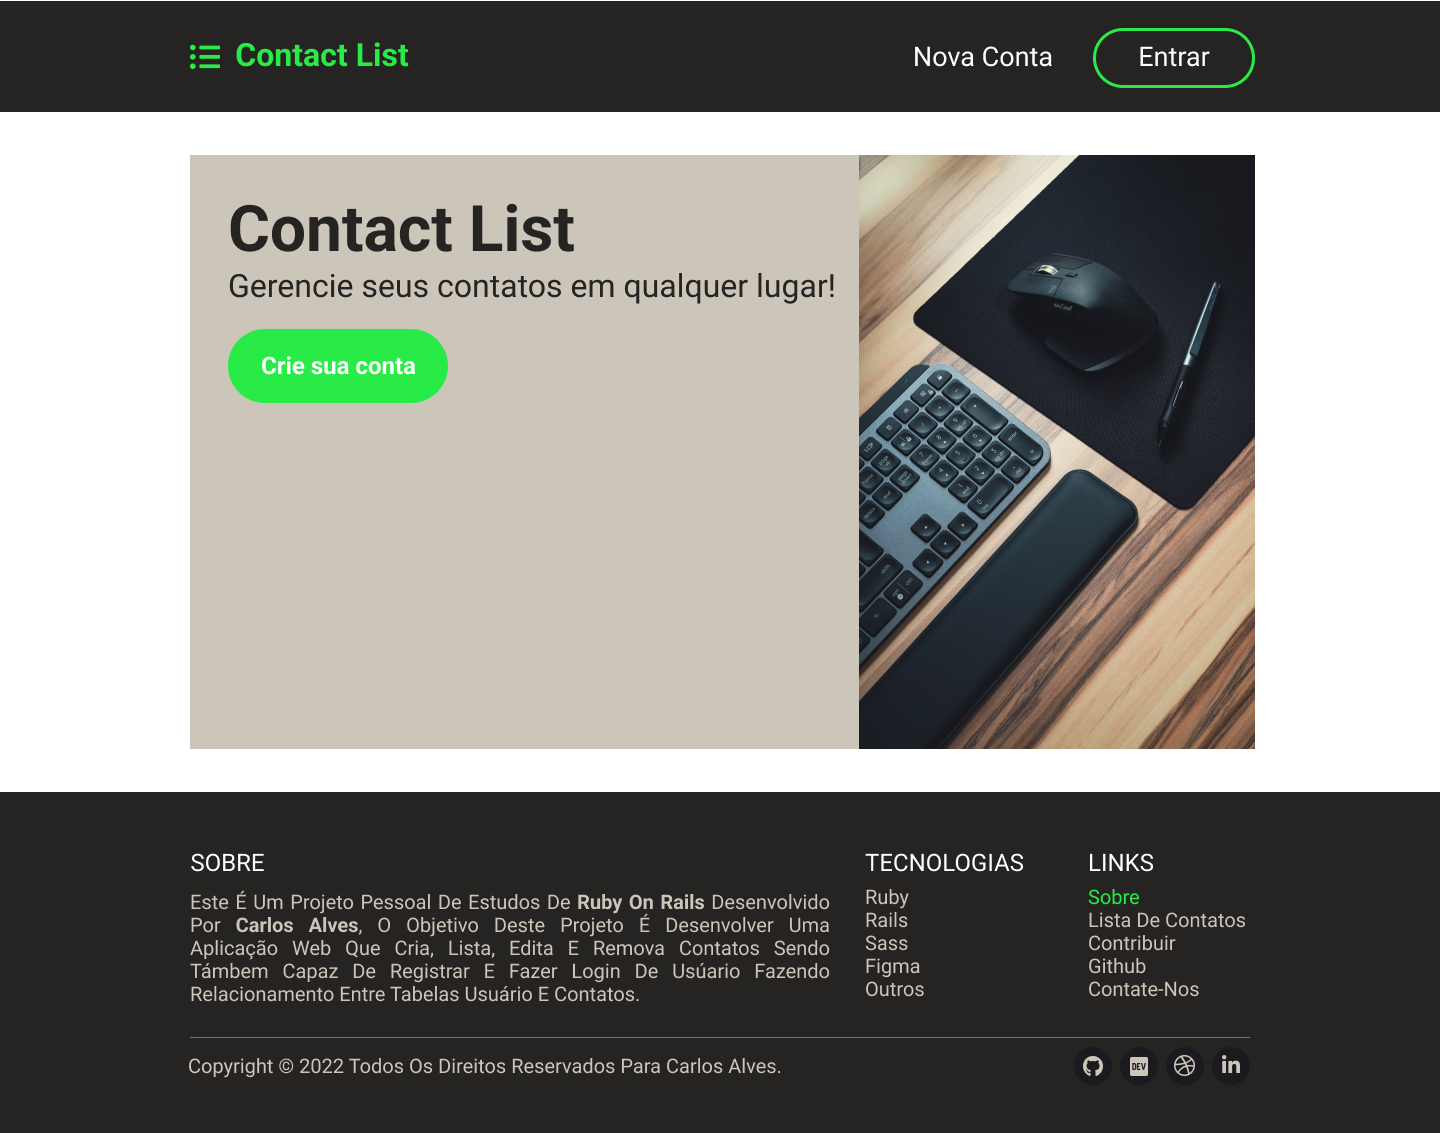 Contact List
Nova Conta
Entrar
Contact List
Gerencie seus contatos em qualquer lugar!
Crie sua conta
SOBRE
Este É Um Projeto Pessoal De Estudos De Ruby On Rails Desenvolvido
Por Carlos Alves, O Objetivo Deste Projeto É Desenvolver Uma
Aplicação Web Que Cria, Lista, Edita E Remova Contatos Sendo
Támbem Capaz De Registrar E Fazer Login De Usúario Fazendo
Relacionamento Entre Tabelas Usuário E Contatos.
TECNOLOGIAS
Ruby
Rails
Sass
Figma
Outros
LINKS
Sobre
Lista De Contatos
Contribuir
Github
Contate-Nos
Copyright © 2022 Todos Os Direitos Reservados Para Carlos Alves.
DEV
in